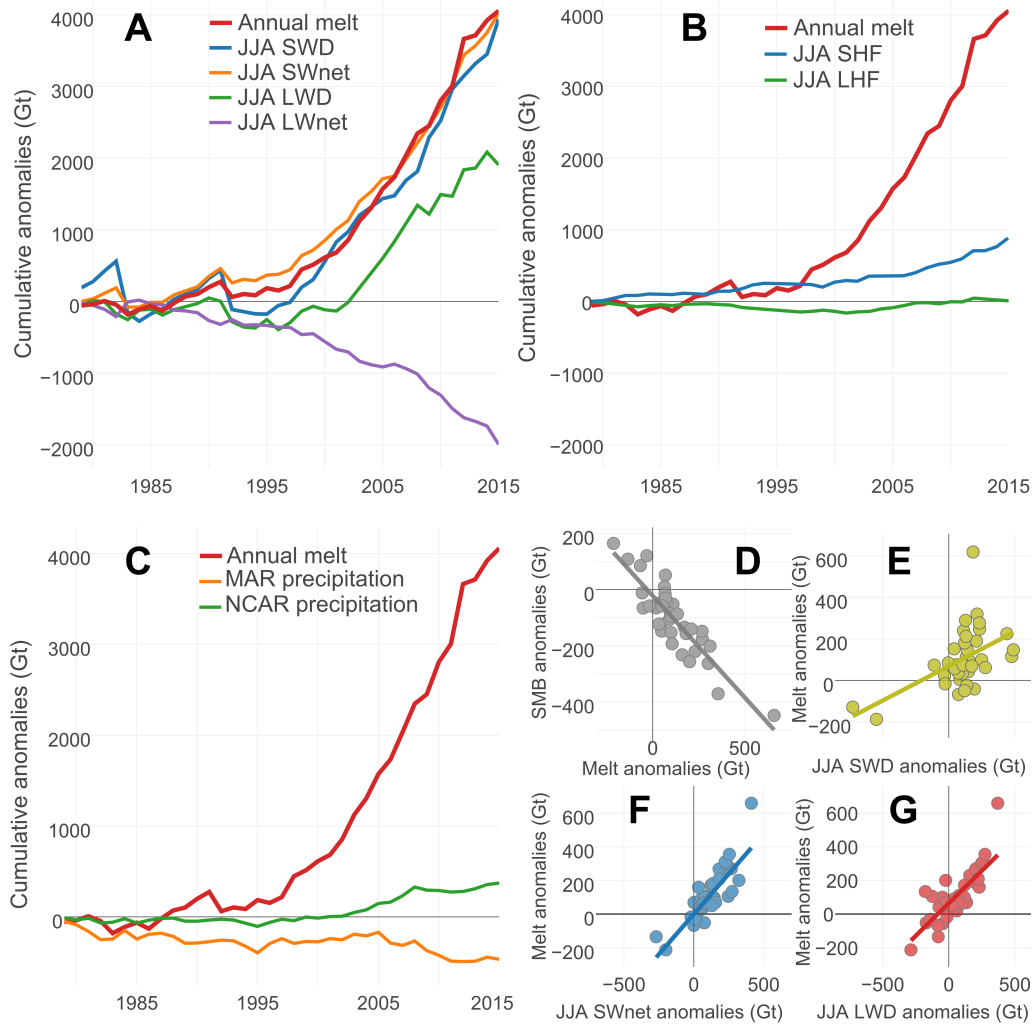 A
Annual melt
JJA SWD
JJA SWnet
JJA LWD
JJA LWnet
Cumulative anomalies (Gt)
4000
3000
2000
1000
0
−1000
−2000
1985
1995
2005
2015
B
Annual melt
JJA SHF
JJA LHF
Cumulative anomalies (Gt)
4000
3000
2000
1000
0
−1000
−2000
1985
1995
2005
2015
C
Annual melt
MAR precipitation
NCAR precipitation
Cumulative anomalies (Gt)
4000
3000
2000
1000
0
1985
1995
2005
2015
D
SMB anomalies (Gt)
200
0
−200
−400
0
500
Melt anomalies (Gt)
E
Melt anomalies (Gt)
600
400
200
0
−200
JJA SWD anomalies (Gt)
F
Melt anomalies (Gt)
600
400
200
0
−200
−500
0
500
JJA SWnet anomalies (Gt)
G
Melt anomalies (Gt)
600
400
200
0
−200
−500
0
500
JJA LWD anomalies (Gt)